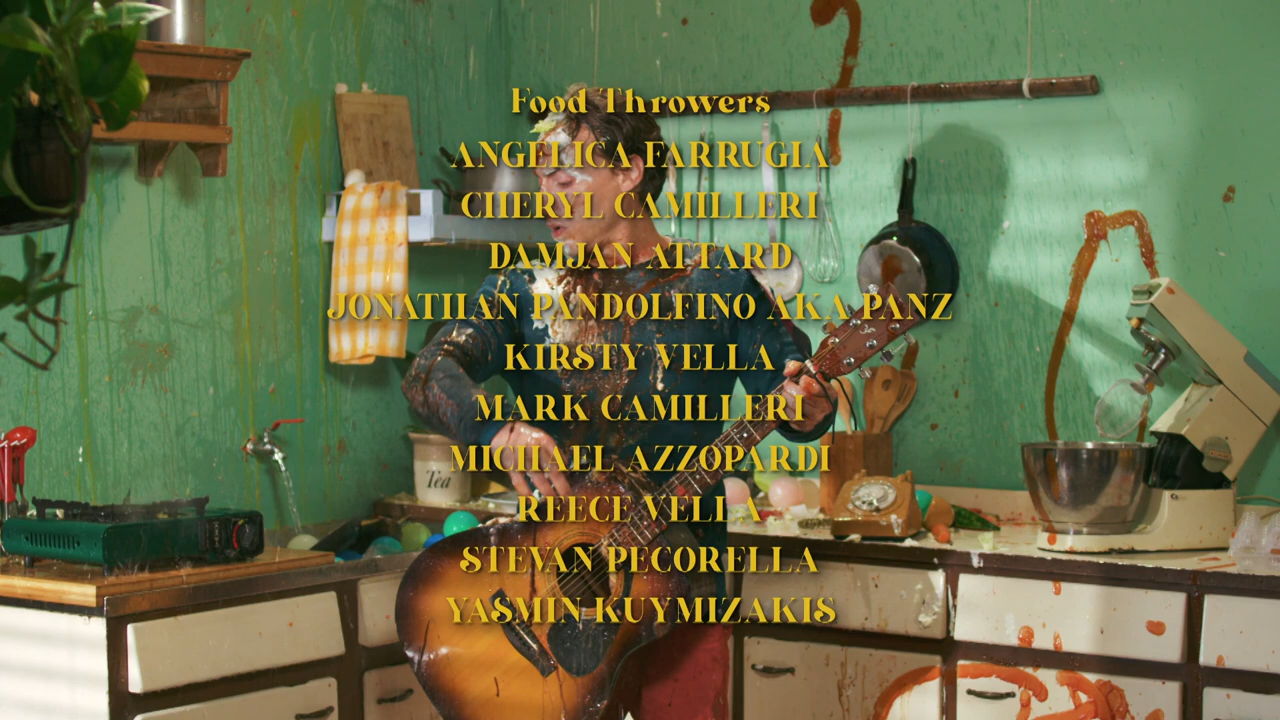 Food Throwers
ANGELICA FARRUGIA
CHERYL CAMILLERI
DAMJAN ATTARD
JONATHAN PANDOLFINO AKA PANZ
KIRSTY VELLA
MARK CAMILLERI
MICHAEL AZZOPARDI
REECE VELLA
STEVAN PECORELLA
YASMIN KUYMIZAKIS
Tea